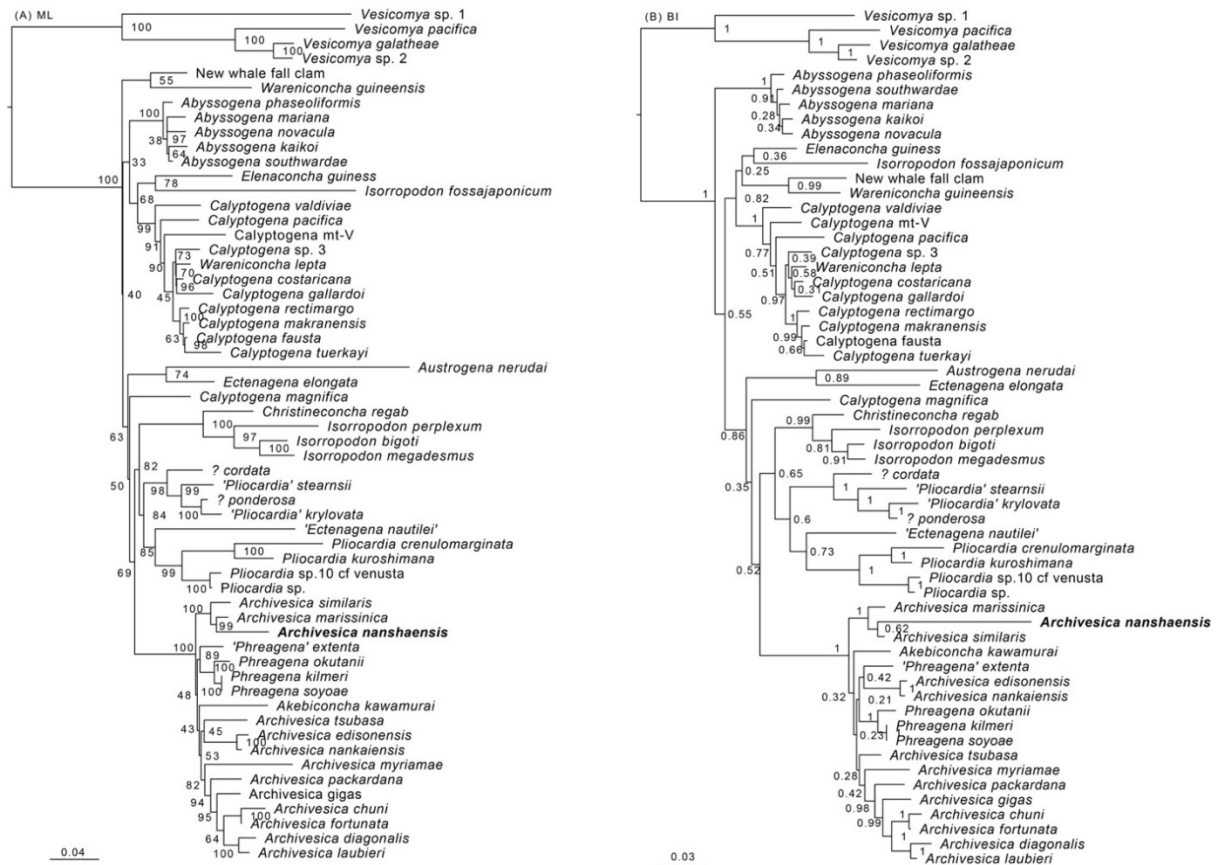 (A) ML
Vesicomya sp. 1
100
Vesicomya pacifica
100
Vesicomya galatheae
100
Vesicomya sp. 2
New whale fall clam
55
Wareniconcha guineensis
Abyssogena phaseoliformis
100
Abyssogena mariana
38
97
Abyssogena novacula
64
Abyssogena kaikoi
Abyssogena southwardae
33
Elenaconcha guiness
100
78
Isorropodon fossajaponicum
68
Calyptogena valdiviae
99
Calyptogena pacifica
91
Calyptogena mt-V
73
Calyptogena sp. 3
90
Wareniconcha lepta
70
Calyptogena costaricana
96
Calyptogena gallardoi
40
45
Calyptogena rectimargo
100
Calyptogena makranensis
63
Calyptogena fausta
98
Calyptogena tuerkayi
Austrogena nerudai
74
Ectenagena elongata
Calyptogena magnifica
63
Christineconcha regab
100
Isorropodon perplexum
97
Isorropodon bigoti
100
Isorropodon megadesmus
82
? cordata
50
98
99
'Pliocardia' stearnsii
? ponderosa
84
100
'Pliocardia' krylovata
'Ectenagena nautilei'
85
Pliocardia crenulomarginata
100
Pliocardia kuroshimana
69
99
Pliocardia sp.10 cf venusta
100
Pliocardia sp.
Archivesica similaris
100
Archivesica marissinica
99
Archivesica nanshaensis
100
'Phreagena' extenta
89
Phreagena okutanii
100
Phreagena kilmeri
100
Phreagena soyoae
48
Akebiconcha kawamurai
Archivesica tsubasa
43
45
Archivesica edisonensis
100
Archivesica nankaiensis
53
Archivesica myriamae
82
Archivesica packardana
94
Archivesica gigas
95
Archivesica chuni
100
Archivesica fortunata
64
Archivesica diagonalis
100
Archivesica laubieri
0.04
(B) BI
Vesicomya sp. 1
1
Vesicomya pacifica
1
Vesicomya galatheae
1
Vesicomya sp. 2
Abyssogena phaseoliformis
1
Abyssogena southwardae
0.91
Abyssogena mariana
0.28
Abyssogena kaikoi
0.34
Abyssogena novacula
Elenaconcha guiness
0.36
Isorropodon fossajaponicum
0.25
New whale fall clam
1
0.99
Wareniconcha guineensis
0.82
Calyptogena valdiviae
1
Calyptogena mt-V
Calyptogena pacifica
0.77
Calyptogena sp. 3
0.39
0.51
Wareniconcha lepta
0.58
Calyptogena costaricana
0.31
0.97
Calyptogena gallardoi
0.55
Calyptogena rectimargo
1
Calyptogena makranensis
0.99
Calyptogena fausta
0.66
Calyptogena tuerkayi
Austrogena nerudai
0.89
Ectenagena elongata
Calyptogena magnifica
0.86
Christineconcha regab
0.99
Isorropodon perplexum
0.81
Isorropodon bigoti
0.91
Isorropodon megadesmus
0.65
? cordata
0.35
1
'Pliocardia' stearnsii
1
'Pliocardia' krylovata
1
? ponderosa
0.6
'Ectenagena nautilei'
0.73
Pliocardia crenulomarginata
1
Pliocardia kuroshimana
0.52
1
Pliocardia sp.10 cf venusta
1
Pliocardia sp.
Archivesica marissinica
1
Archivesica nanshaensis
0.62
Archivesica similaris
1
Akebiconcha kawamurai
0.32
'Phreagena' extenta
0.42
Archivesica edisonensis
1
Archivesica nankaiensis
0.21
Phreagena okutanii
1
Phreagena kilmeri
0.23
Phreagena soyoae
Archivesica tsubasa
0.28
Archivesica myriamae
0.42
Archivesica packardana
0.98
Archivesica gigas
0.99
Archivesica chuni
1
Archivesica fortunata
1
Archivesica diagonalis
1
Archivesica laubieri
0.03